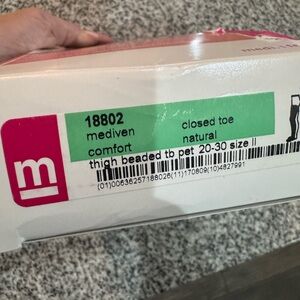 18802
mediven closed toe
comfort natural
thigh beaded tb pet 20-30 size II
(01)00636257188026(11)170809(10)4827991
m